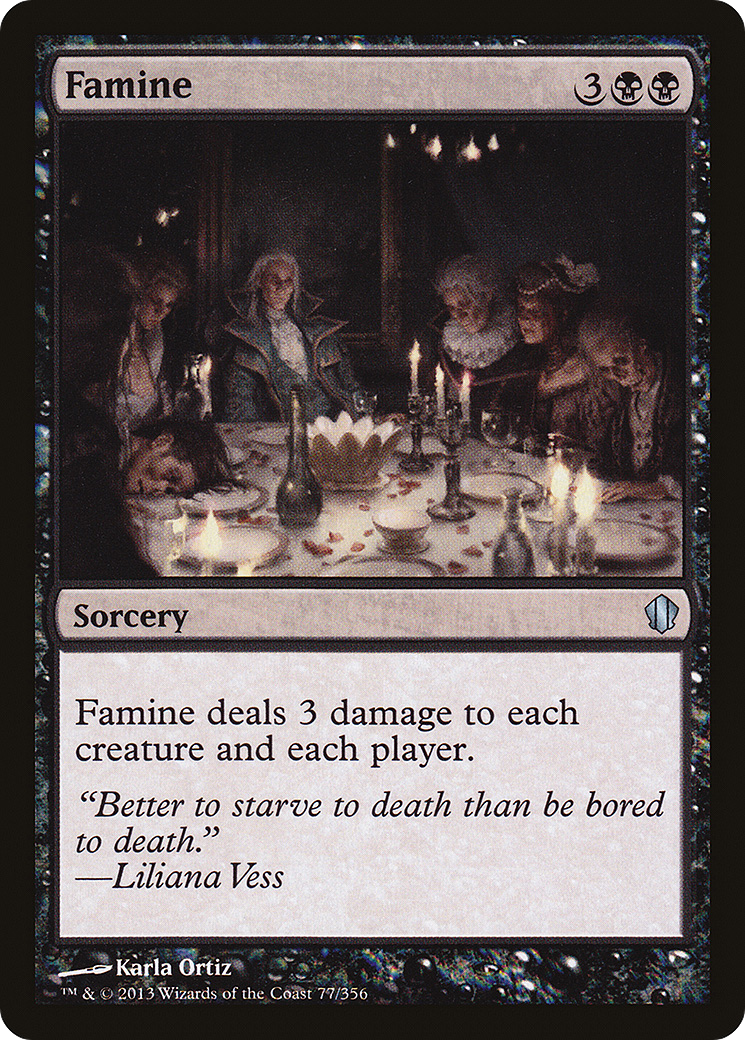 Famine 3
Sorcery
Famine deals 3 damage to each
creature and each player.
“Better to starve to death than be bored
to death.”
—Liliana Vess
Karla Ortiz
™ & © 2013 Wizards of the Coast 77/356